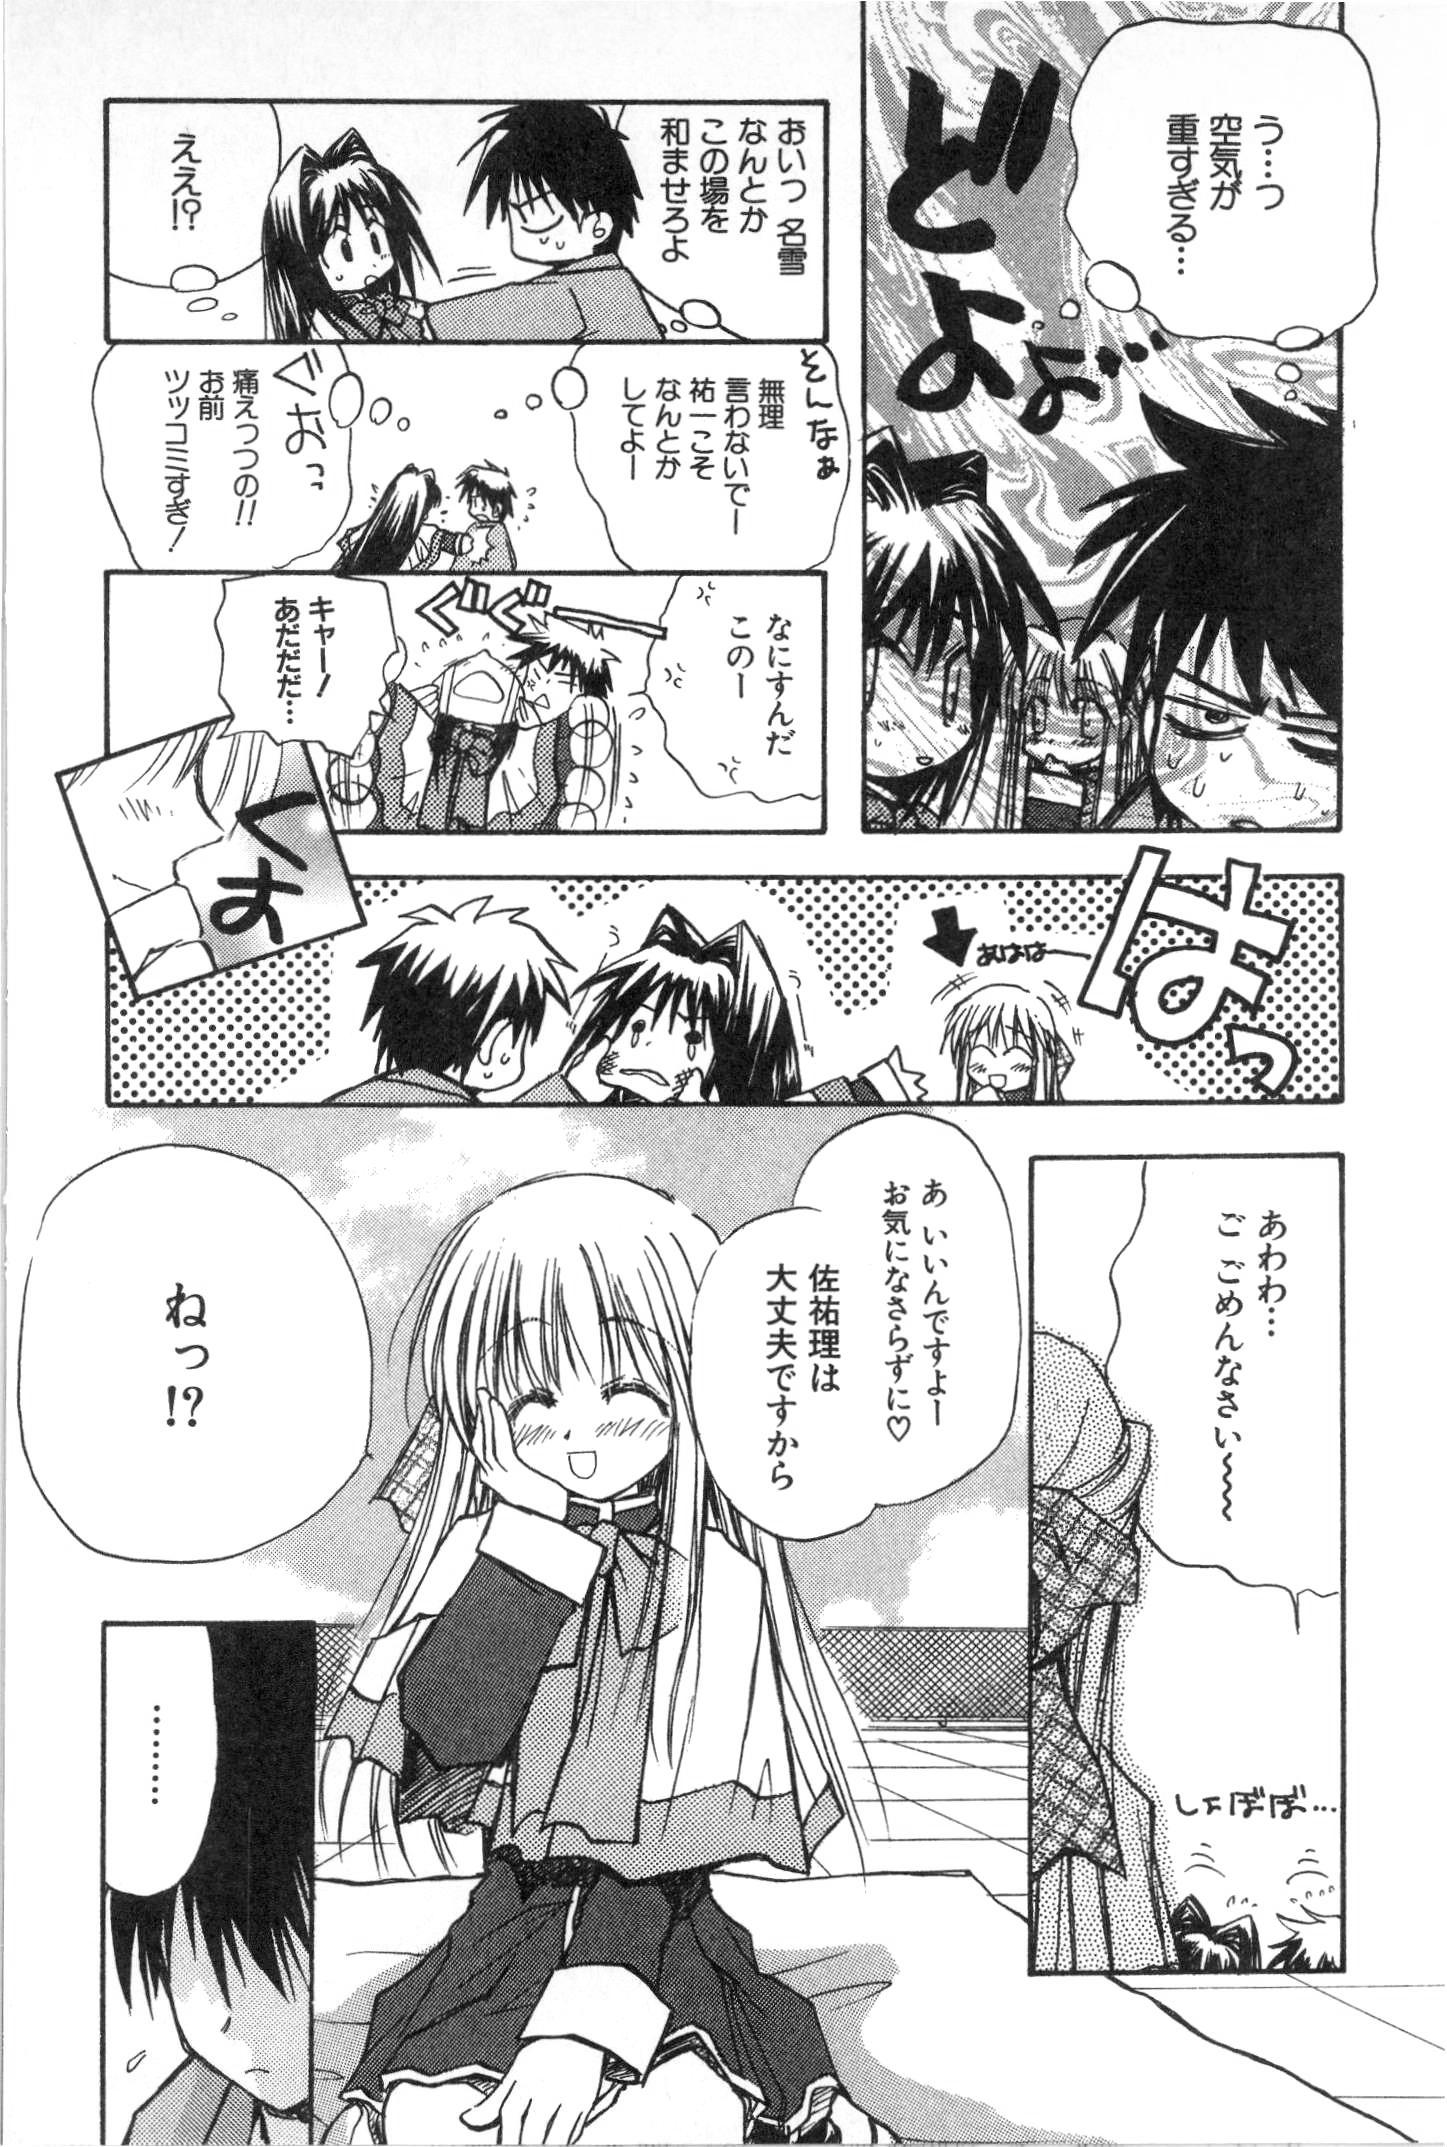 う…っ
空気が
重すぎる…
どよよぉ…
おいっ 名雪
なんとか
この場を
和ませろよ
ええ!?
そんなぁ
無理
言わないでー
祐一こそ
なんとか
してよー
ぐおっ
痛えっつの!!
お前
ツッコミすぎ!
なにすんだ
このー
ぐいぐいー
キャー!
あだだだ…
くす
はっ
あははー
あわわ…
ご ごめんなさい〜〜〜
しょぼぼ…
あ いいんですよー
お気になさらずに♡
佐祐理は
大丈夫ですから
ねっ!?
………